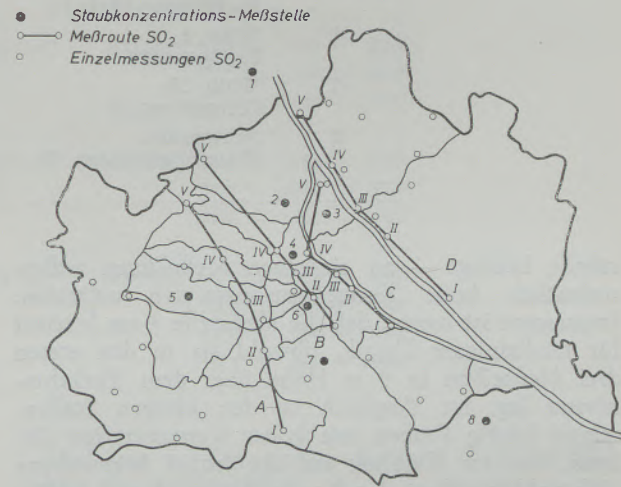 Staubkonzentrations-Meßstelle
Meßroute SO₂
Einzelmessungen SO₂
1
V
V
IV
V
V
2
3
III
II
4
IV
IV
IV
D
III
III
I
5
II
C
III
II
6
I
I
B
II
7
A
I
8